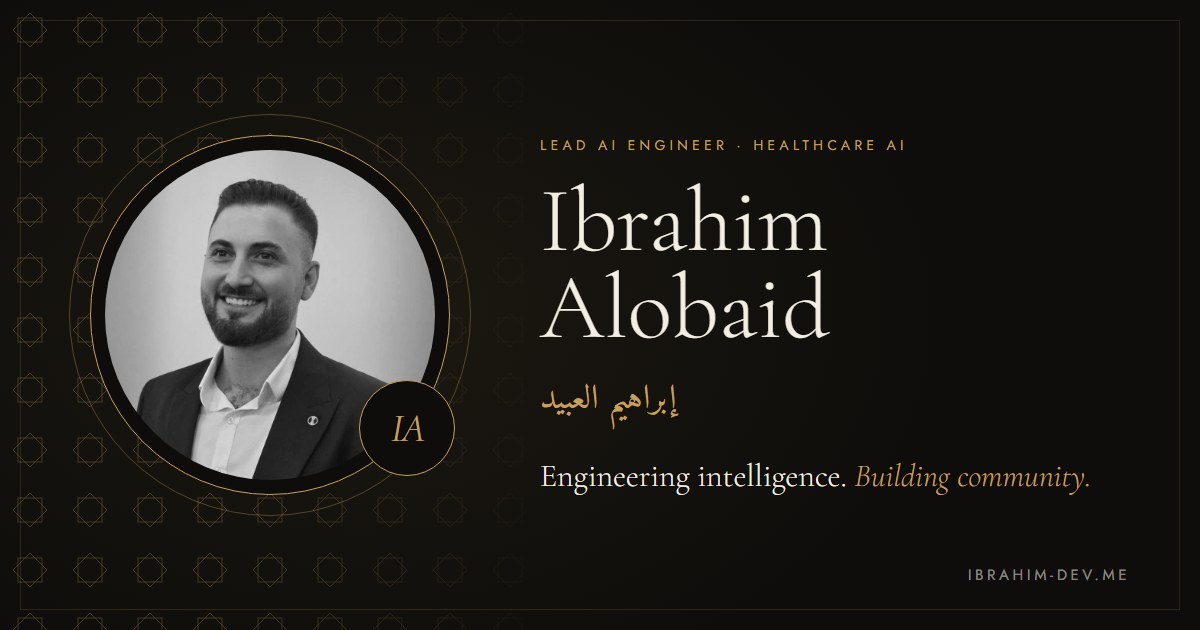 LEAD AI ENGINEER · HEALTHCARE AI
Ibrahim
Alobaid
إبراهيم العبيد
IA
Engineering intelligence. Building community.
IBRAHIM-DEV.ME